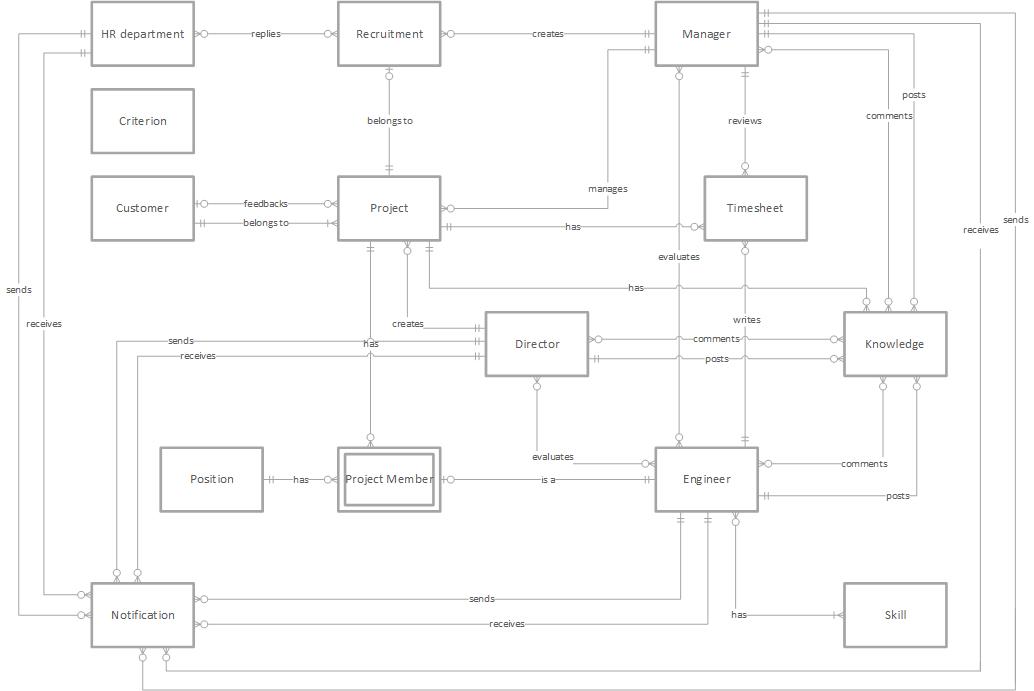 HR department
replies
Recruitment
creates
Manager
posts
comments
Criterion
belongs to
reviews
manages
Customer
feedbacks
belongs to
Project
has
Timesheet
sends
receives
evaluates
sends
receives
has
creates
writes
sends
receives
has
Director
comments
posts
Knowledge
evaluates
comments
Position
has
Project Member
is a
Engineer
posts
sends
receives
Notification
has
Skill